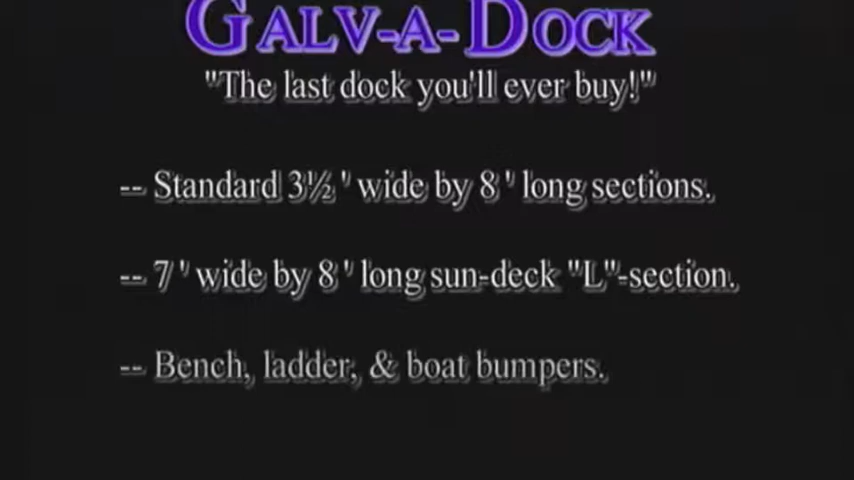 GALV-A-DOCK
"The last dock you'll ever buy!"
-- Standard 3½ ' wide by 8 ' long sections.
-- 7 ' wide by 8 ' long sun-deck "L"-section.
-- Bench, ladder, & boat bumpers.